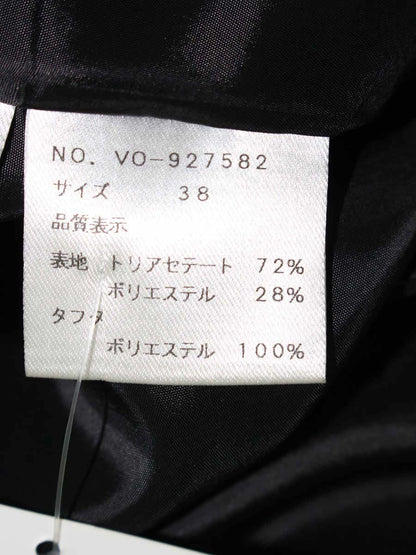 NO. VO-927582
サイズ 38
品質表示
表地 トリアセテート 72%
ポリエステル 28%
タフタ
ポリエステル 100%